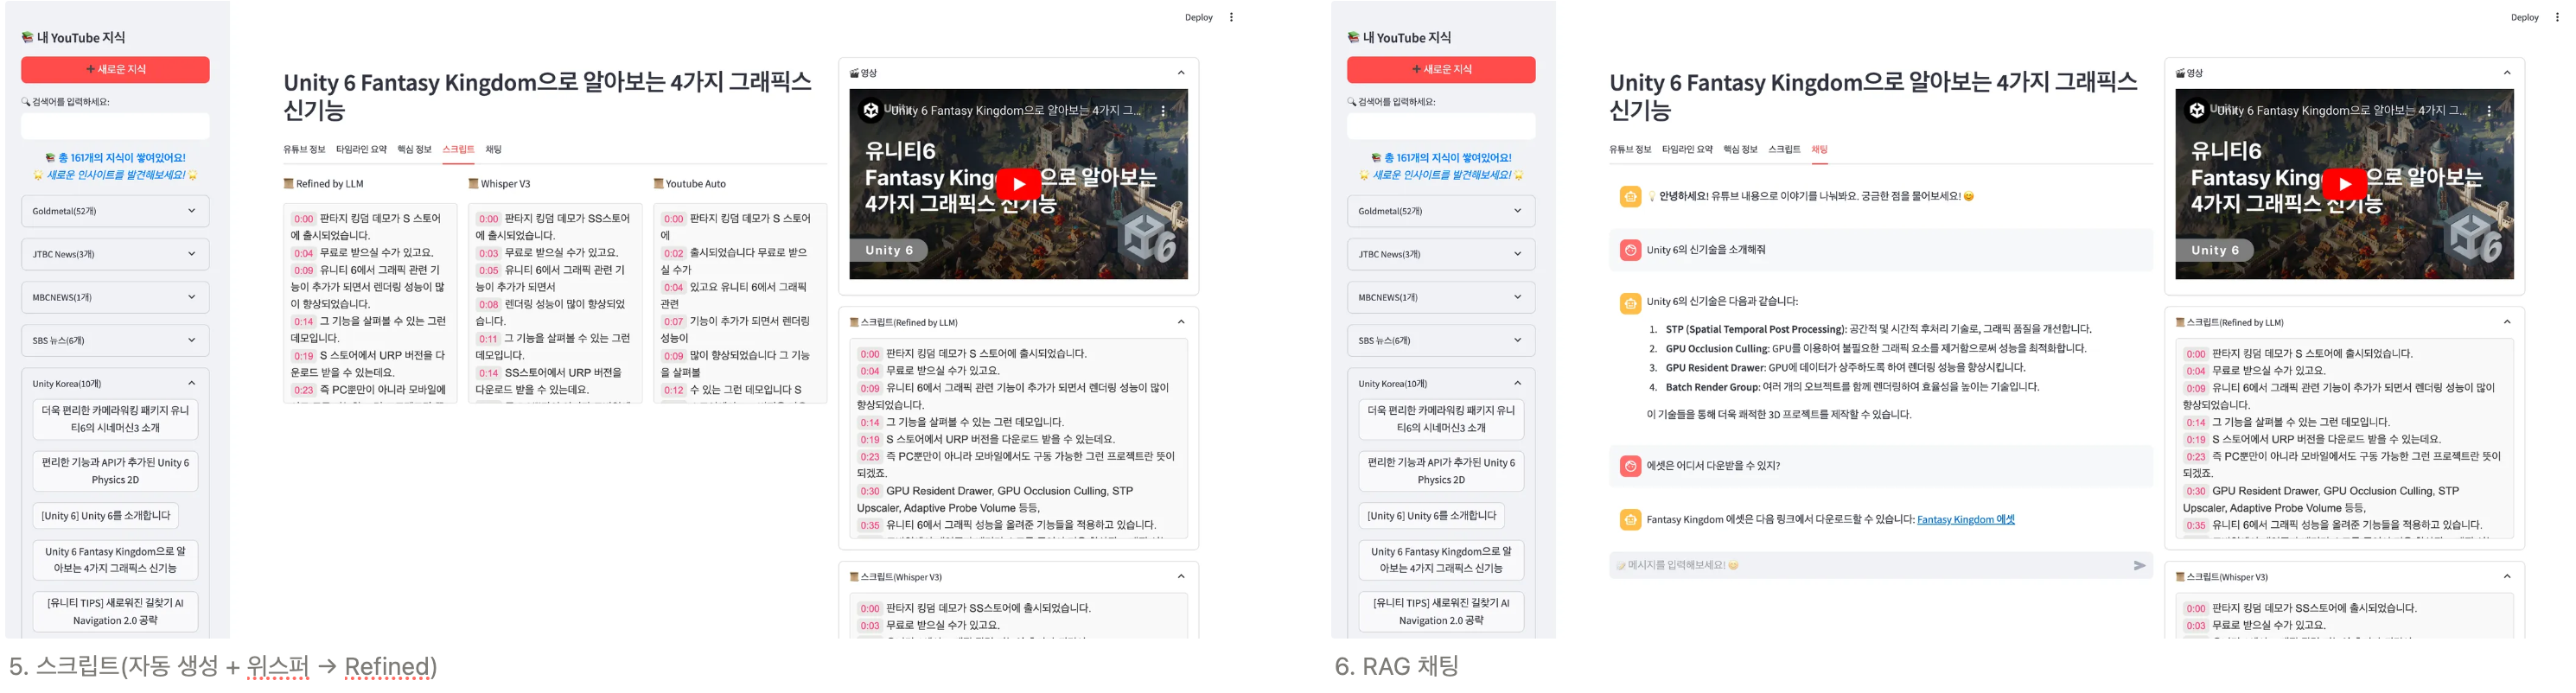 📚 내 YouTube 지식
➕ 새로운 지식
🔍 검색어를 입력하세요:
📚 총 161개의 지식이 쌓여있어요!
🌟 새로운 인사이트를 발견해보세요! 🌟
Goldmetal(52개)
JTBC News(3개)
MBCNEWS(1개)
SBS 뉴스(6개)
Unity Korea(10개)
더욱 편리한 카메라워킹 패키지 유니
티6의 시네머신3 소개
편리한 기능과 API가 추가된 Unity 6
Physics 2D
[Unity 6] Unity 6를 소개합니다
Unity 6 Fantasy Kingdom으로 알
아보는 4가지 그래픽스 신기능
[유니티 TIPS] 새로워진 길찾기 AI
Navigation 2.0 공략
Deploy
Unity 6 Fantasy Kingdom으로 알아보는 4가지 그래픽스
신기능
유튜브 정보 타임라인 요약 핵심 정보 스크립트 채팅
📜 Refined by LLM
0:00 판타지 킹덤 데모가 S 스토어
에 출시되었습니다.
0:04 무료로 받으실 수가 있고요.
0:09 유니티 6에서 그래픽 관련 기
능이 추가가 되면서 렌더링 성능이 많
이 향상되었습니다.
0:14 그 기능을 살펴볼 수 있는 그런
데모입니다.
0:19 S 스토어에서 URP 버전을 다
운로드 받을 수 있는데요.
0:23 즉 PC뿐만이 아니라 모바일에
📜 Whisper V3
0:00 판타지 킹덤 데모가 SS스토어
에 출시되었습니다.
0:03 무료로 받으실 수가 있고요.
0:05 유니티 6에서 그래픽 관련 기
능이 추가가 되면서
0:08 렌더링 성능이 많이 향상되었
습니다.
0:11 그 기능을 살펴볼 수 있는 그런
데모입니다.
0:14 SS스토어에서 URP 버전을
다운로드 받을 수 있는데요.
📜 Youtube Auto
0:00 판타지 킹덤 데모가 S 스토어
에
0:02 출시되었습니다 무료로 받으
실 수가
0:04 있고요 유니티 6에서 그래픽
관련
0:07 기능이 추가가 되면서 렌더링
성능이
0:09 많이 향상되었습니다 그 기능
을 살펴볼
0:12 수 있는 그런 데모입니다 S
🎬 영상
Unity 6 Fantasy Kingdom으로 알아보는 4가지 그...
유니티6
Fantasy Kingdom으로 알아보는
4가지 그래픽스 신기능
Unity 6
6
📜 스크립트(Refined by LLM)
0:00 판타지 킹덤 데모가 S 스토어에 출시되었습니다.
0:04 무료로 받으실 수가 있고요.
0:09 유니티 6에서 그래픽 관련 기능이 추가가 되면서 렌더링 성능이 많이
향상되었습니다.
0:14 그 기능을 살펴볼 수 있는 그런 데모입니다.
0:19 S 스토어에서 URP 버전을 다운로드 받을 수 있는데요.
0:23 즉 PC뿐만이 아니라 모바일에서도 구동 가능한 그런 프로젝트란 뜻이
되겠죠.
0:30 GPU Resident Drawer, GPU Occlusion Culling, STP
Upscaler, Adaptive Probe Volume 등등,
0:35 유니티 6에서 그래픽 성능을 올려준 기능들을 적용하고 있습니다.
📜 스크립트(Whisper V3)
0:00 판타지 킹덤 데모가 SS스토어에 출시되었습니다.
0:03 무료로 받으실 수가 있고요.
5. 스크립트(자동 생성 + 위스퍼 → Refined)
📚 내 YouTube 지식
➕ 새로운 지식
🔍 검색어를 입력하세요:
📚 총 161개의 지식이 쌓여있어요!
🌟 새로운 인사이트를 발견해보세요! 🌟
Goldmetal(52개)
JTBC News(3개)
MBCNEWS(1개)
SBS 뉴스(6개)
Unity Korea(10개)
더욱 편리한 카메라워킹 패키지 유니
티6의 시네머신3 소개
편리한 기능과 API가 추가된 Unity 6
Physics 2D
[Unity 6] Unity 6를 소개합니다
Unity 6 Fantasy Kingdom으로 알
아보는 4가지 그래픽스 신기능
[유니티 TIPS] 새로워진 길찾기 AI
Navigation 2.0 공략
Deploy
Unity 6 Fantasy Kingdom으로 알아보는 4가지 그래픽스
신기능
유튜브 정보 타임라인 요약 핵심 정보 스크립트 채팅
💡 안녕하세요! 유튜브 내용으로 이야기를 나눠봐요. 궁금한 점을 물어보세요! 😊
Unity 6의 신기술을 소개해줘
Unity 6의 신기술은 다음과 같습니다:
1. STP (Spatial Temporal Post Processing): 공간적 및 시간적 후처리 기술로, 그래픽 품질을 개선합니다.
2. GPU Occlusion Culling: GPU를 이용하여 불필요한 그래픽 요소를 제거함으로써 성능을 최적화합니다.
3. GPU Resident Drawer: GPU에 데이터가 상주하도록 하여 렌더링 성능을 향상시킵니다.
4. Batch Render Group: 여러 개의 오브젝트를 함께 렌더링하여 효율성을 높이는 기술입니다.
이 기술들을 통해 더욱 쾌적한 3D 프로젝트를 제작할 수 있습니다.
에셋은 어디서 다운받을 수 있지?
Fantasy Kingdom 에셋은 다음 링크에서 다운로드할 수 있습니다: Fantasy Kingdom 에셋
메시지를 입력해보세요! 😊
🎬 영상
Unity 6 Fantasy Kingdom으로 알아보는 4가지 그...
유니티6
Fantasy Kingdom으로 알아보는
4가지 그래픽스 신기능
Unity 6
6
📜 스크립트(Refined by LLM)
0:00 판타지 킹덤 데모가 S 스토어에 출시되었습니다.
0:04 무료로 받으실 수가 있고요.
0:09 유니티 6에서 그래픽 관련 기능이 추가가 되면서 렌더링 성능이 많이
향상되었습니다.
0:14 그 기능을 살펴볼 수 있는 그런 데모입니다.
0:19 S 스토어에서 URP 버전을 다운로드 받을 수 있는데요.
0:23 즉 PC뿐만이 아니라 모바일에서도 구동 가능한 그런 프로젝트란 뜻이
되겠죠.
0:30 GPU Resident Drawer, GPU Occlusion Culling, STP
Upscaler, Adaptive Probe Volume 등등,
0:35 유니티 6에서 그래픽 성능을 올려준 기능들을 적용하고 있습니다.
📜 스크립트(Whisper V3)
0:00 판타지 킹덤 데모가 SS스토어에 출시되었습니다.
0:03 무료로 받으실 수가 있고요.
6. RAG 채팅